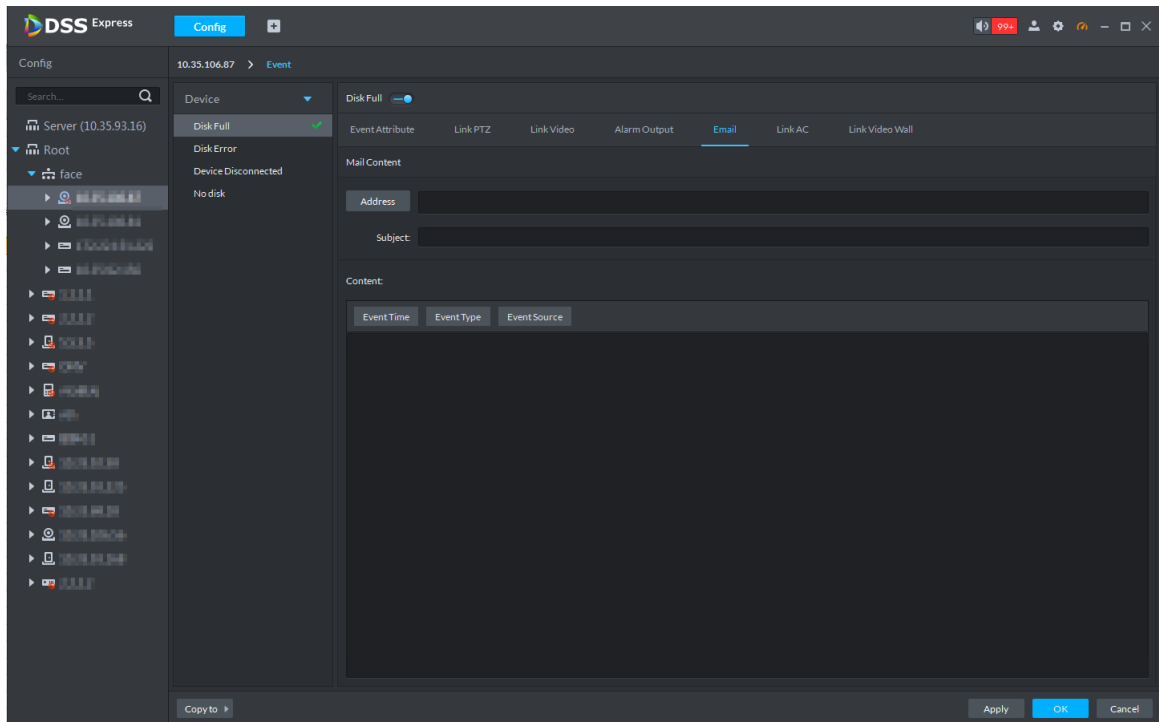 DSS Express
Config
99+
Config
10.35.106.87 > Event
Search...
Server (10.35.93.16)
Root
face
Device
Disk Full
Disk Error
Device Disconnected
No disk
Disk Full
Event Attribute Link PTZ Link Video Alarm Output Email Link AC Link Video Wall
Mail Content
Address
Subject:
Content:
Event Time Event Type Event Source
Copy to
Apply OK Cancel